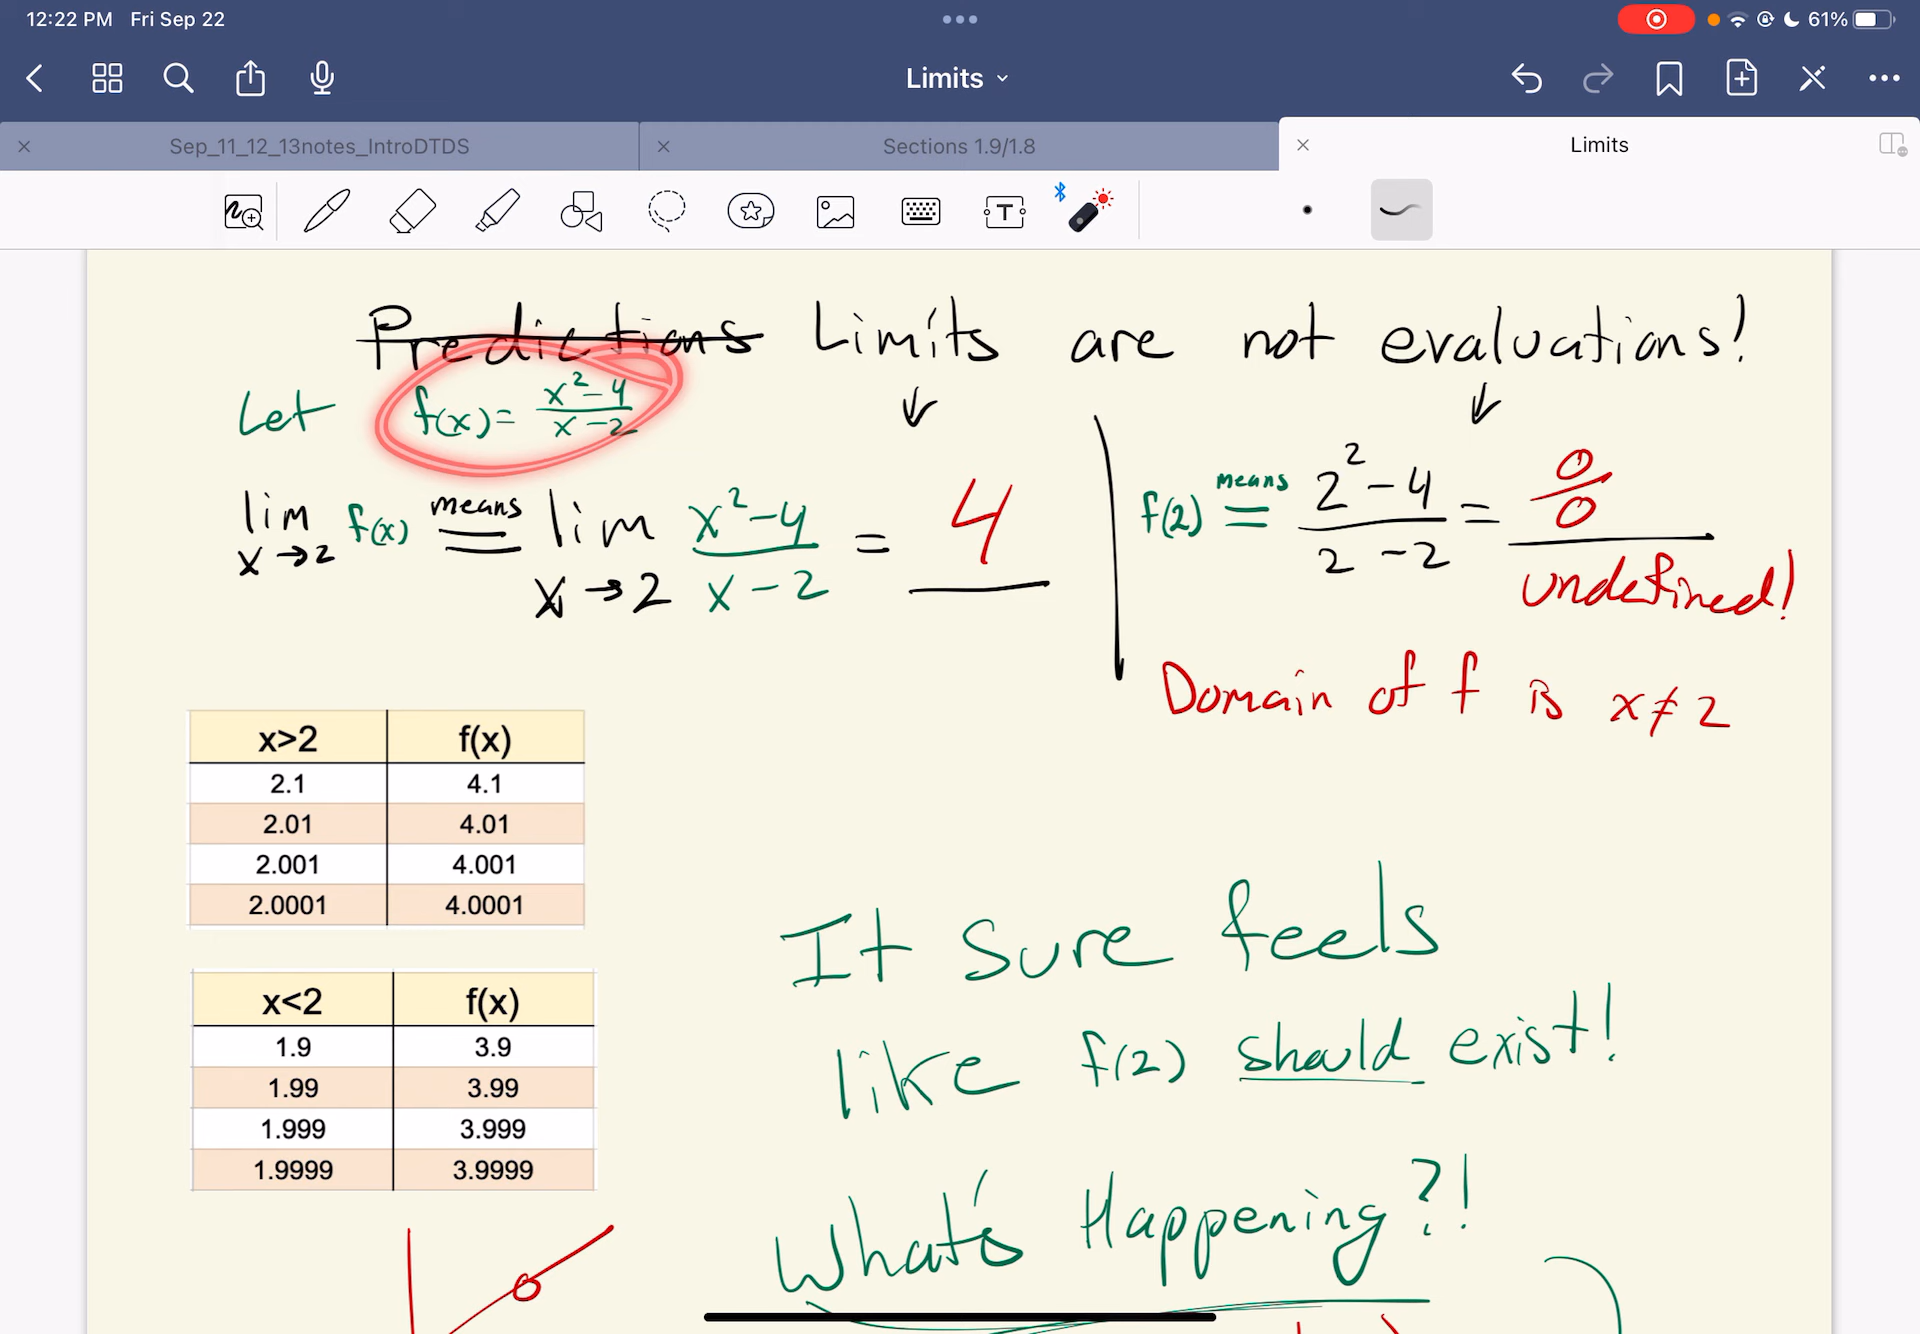 12:22 PM Fri Sep 22
61%
Limits
Sep_11_12_13notes_IntroDTDS
Sections 1.9/1.8
Limits
T
Predictions Limits are not evaluations!
Let f(x) = (x²-4)/(x-2)
lim x→2 f(x) means = lim x→2 (x²-4)/(x-2) = 4
f(2) means = (2²-4)/(2-2) = 0/0
undefined!
Domain of f is x≠2
x>2 f(x)
2.1 4.1
2.01 4.01
2.001 4.001
2.0001 4.0001
x<2 f(x)
1.9 3.9
1.99 3.99
1.999 3.999
1.9999 3.9999
It sure feels
like f(2) should exist!
What's Happening?!